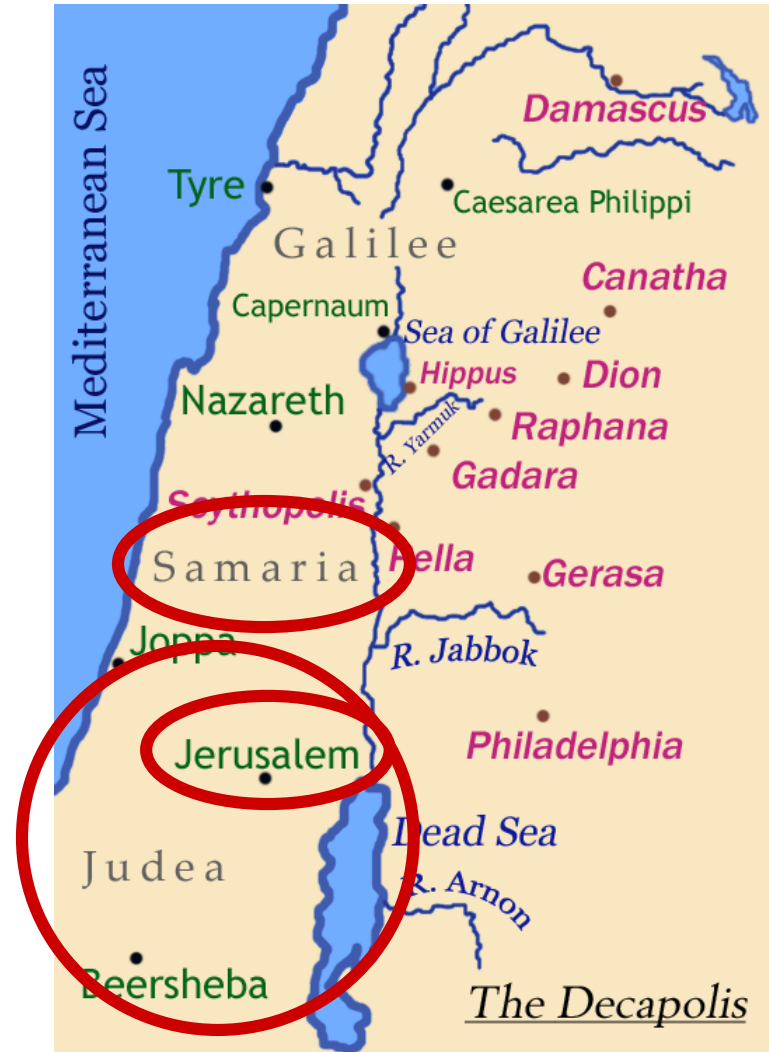 Mediterranean Sea
Damascus
Tyre
Caesarea Philippi
Galilee
Canatha
Capernaum
Sea of Galilee
Hippus
Dion
Nazareth
R. Yarmuk
Raphana
Gadara
Scythopolis
Samaria
Pella
Gerasa
Joppa
R. Jabbok
Jerusalem
Philadelphia
Dead Sea
Judea
R. Arnon
Beersheba
The Decapolis